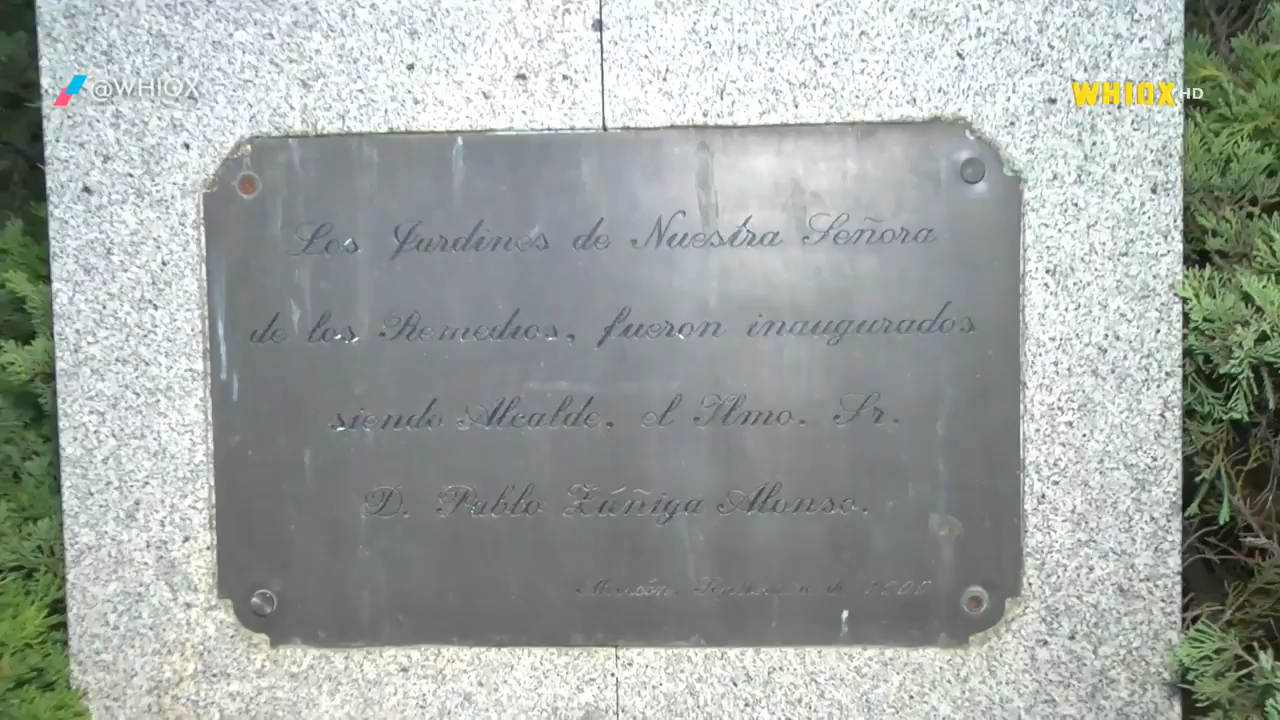 @WHIOX
WHIOX HD
Los Jardines de Nuestra Señora
de los Remedios, fueron inaugurados
siendo Alcalde, el Ilmo. Sr.
D. Pablo Zúñiga Alonso.
de